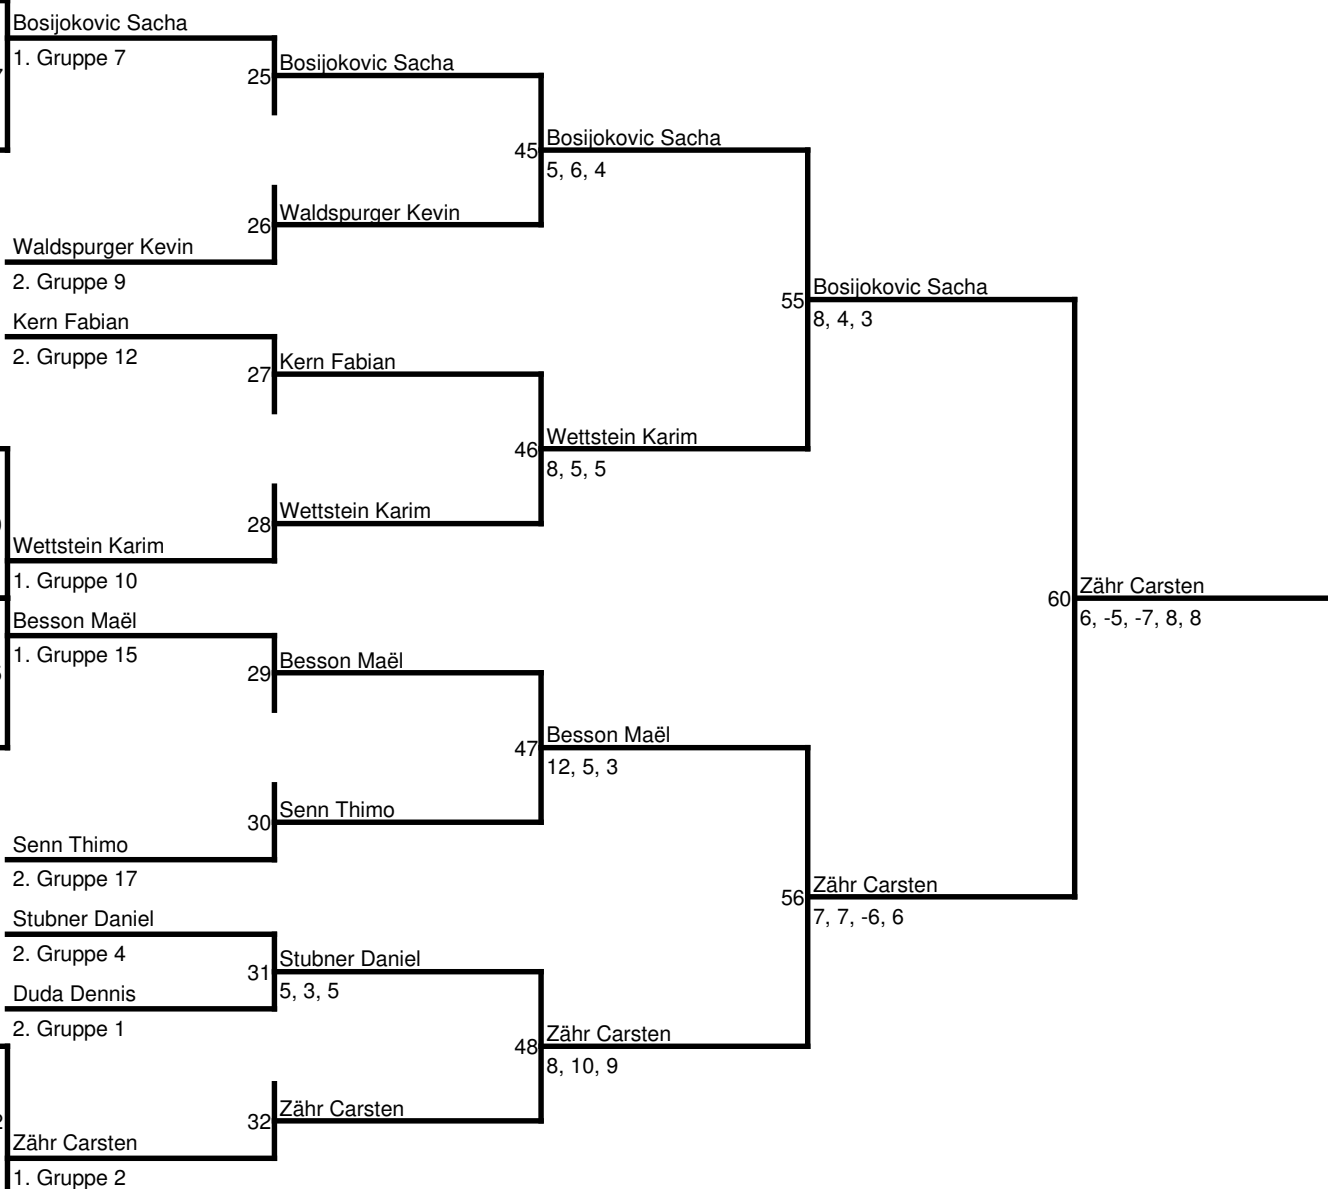 Bosijokovic Sacha
1. Gruppe 7
25
Bosijokovic Sacha
45
Bosijokovic Sacha
5, 6, 4
26
Waldspurger Kevin
Waldspurger Kevin
2. Gruppe 9
55
Bosijokovic Sacha
8, 4, 3
Kern Fabian
2. Gruppe 12
27
Kern Fabian
46
Wettstein Karim
8, 5, 5
28
Wettstein Karim
Wettstein Karim
1. Gruppe 10
60
Zähr Carsten
6, -5, -7, 8, 8
Besson Maël
1. Gruppe 15
29
Besson Maël
47
Besson Maël
12, 5, 3
30
Senn Thimo
Senn Thimo
2. Gruppe 17
56
Zähr Carsten
7, 7, -6, 6
Stubner Daniel
2. Gruppe 4
31
Stubner Daniel
5, 3, 5
Duda Dennis
2. Gruppe 1
48
Zähr Carsten
8, 10, 9
32
Zähr Carsten
Zähr Carsten
1. Gruppe 2